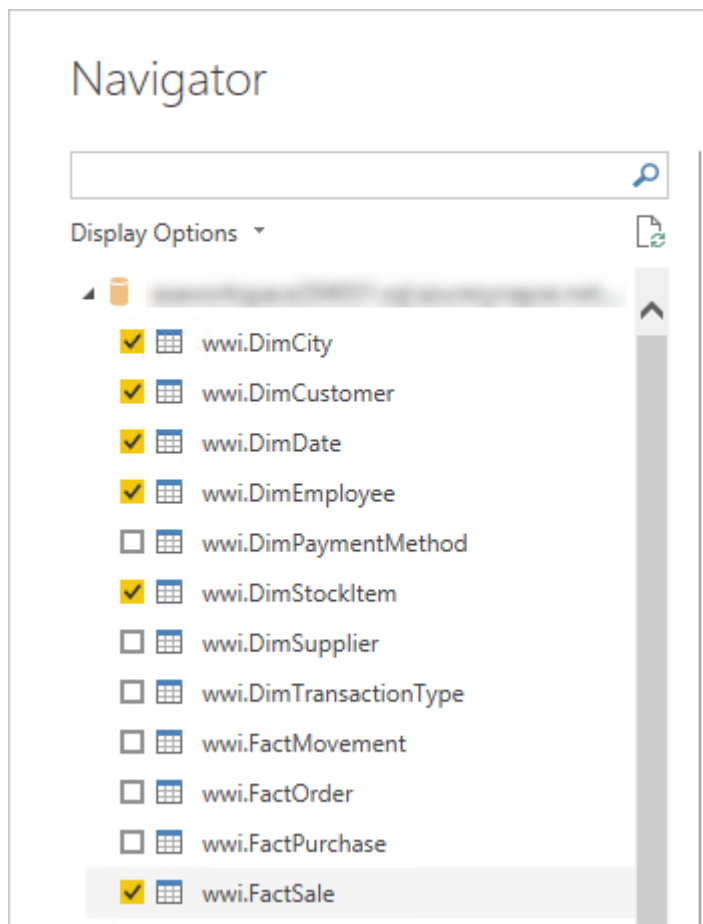 Navigator
Display Options
wwi.DimCity
wwi.DimCustomer
wwi.DimDate
wwi.DimEmployee
wwi.DimPaymentMethod
wwi.DimStockItem
wwi.DimSupplier
wwi.DimTransactionType
wwi.FactMovement
wwi.FactOrder
wwi.FactPurchase
wwi.FactSale